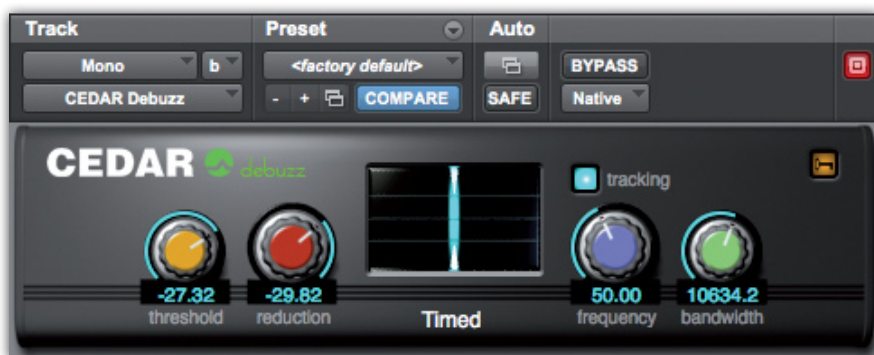 Track Preset Auto
Mono b <factory default> BYPASS
CEDAR Debuzz - + COMPARE SAFE Native
CEDAR debuzz
tracking
-27.32 -29.82 50.00 10634.2
threshold reduction Timed frequency bandwidth